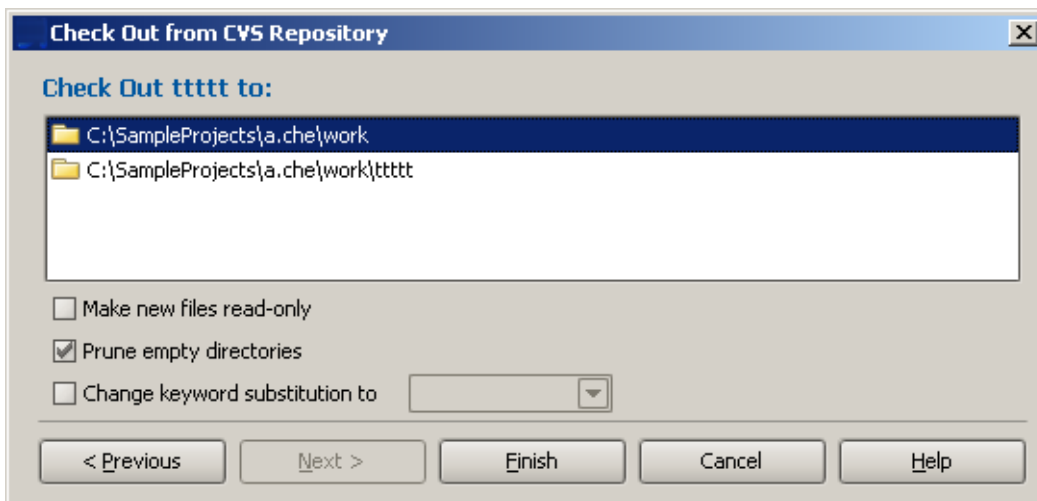 Check Out from CVS Repository
Check Out ttttt to:
C:\SampleProjects\a.che\work
C:\SampleProjects\a.che\work\ttttt
Make new files read-only
Prune empty directories
Change keyword substitution to
< Previous Next > Finish Cancel Help